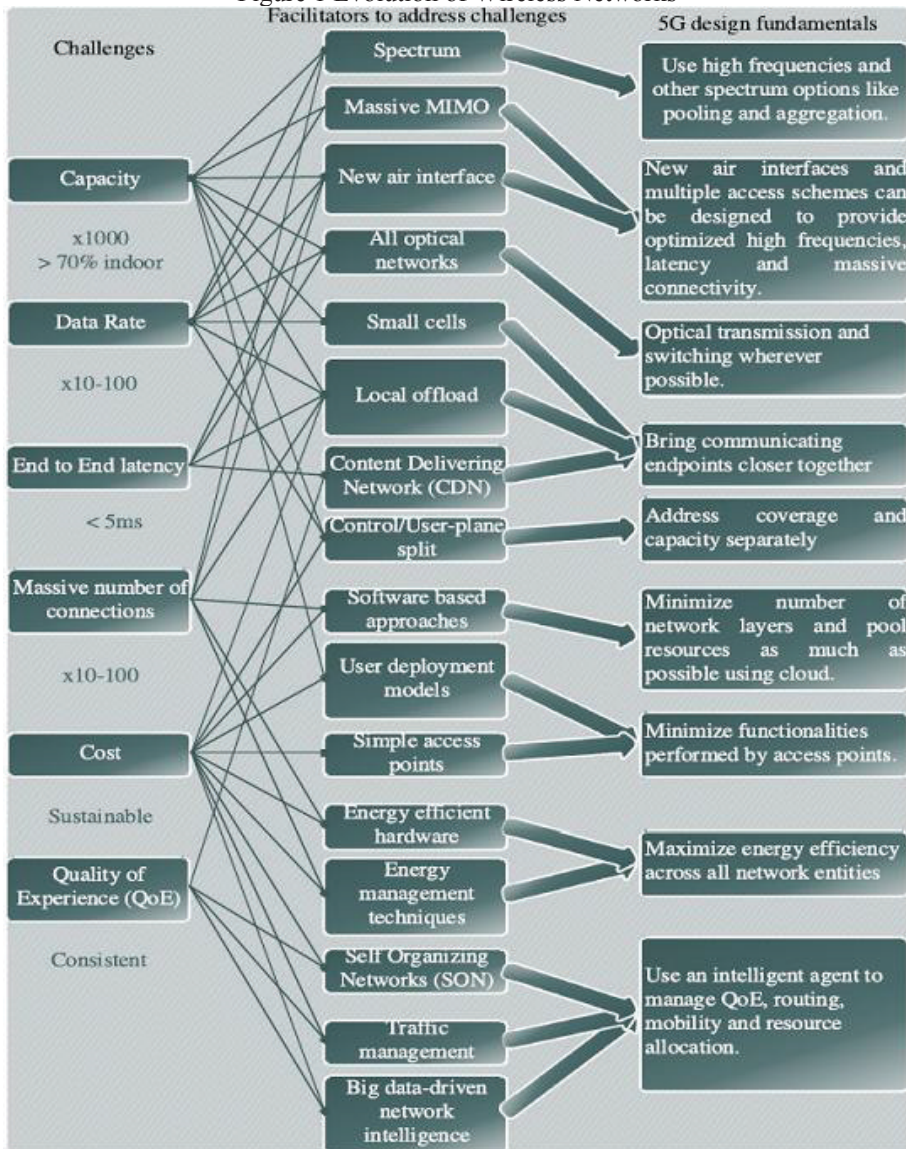 Figure 1 Evolution of Wireless Networks
Facilitators to address challenges
5G design fundamentals
Challenges
Capacity
x1000
> 70% indoor
Data Rate
x10-100
End to End latency
< 5ms
Massive number of
connections
x10-100
Cost
Sustainable
Quality of
Experience (QoE)
Consistent
Spectrum
Massive MIMO
New air interface
All optical
networks
Small cells
Local offload
Content Delivering
Network (CDN)
Control/User-plane
split
Software based
approaches
User deployment
models
Simple access
points
Energy efficient
hardware
Energy
management
techniques
Self Organizing
Networks (SON)
Traffic
management
Big data-driven
network
intelligence
Use high frequencies and
other spectrum options like
pooling and aggregation.
New air interfaces and
multiple access schemes can
be designed to provide
optimized high frequencies,
latency and massive
connectivity.
Optical transmission and
switching wherever
possible.
Bring communicating
endpoints closer together
Address coverage and
capacity separately
Minimize number of
network layers and pool
resources as much as
possible using cloud.
Minimize functionalities
performed by access points.
Maximize energy efficiency
across all network entities
Use an intelligent agent to
manage QoE, routing,
mobility and resource
allocation.